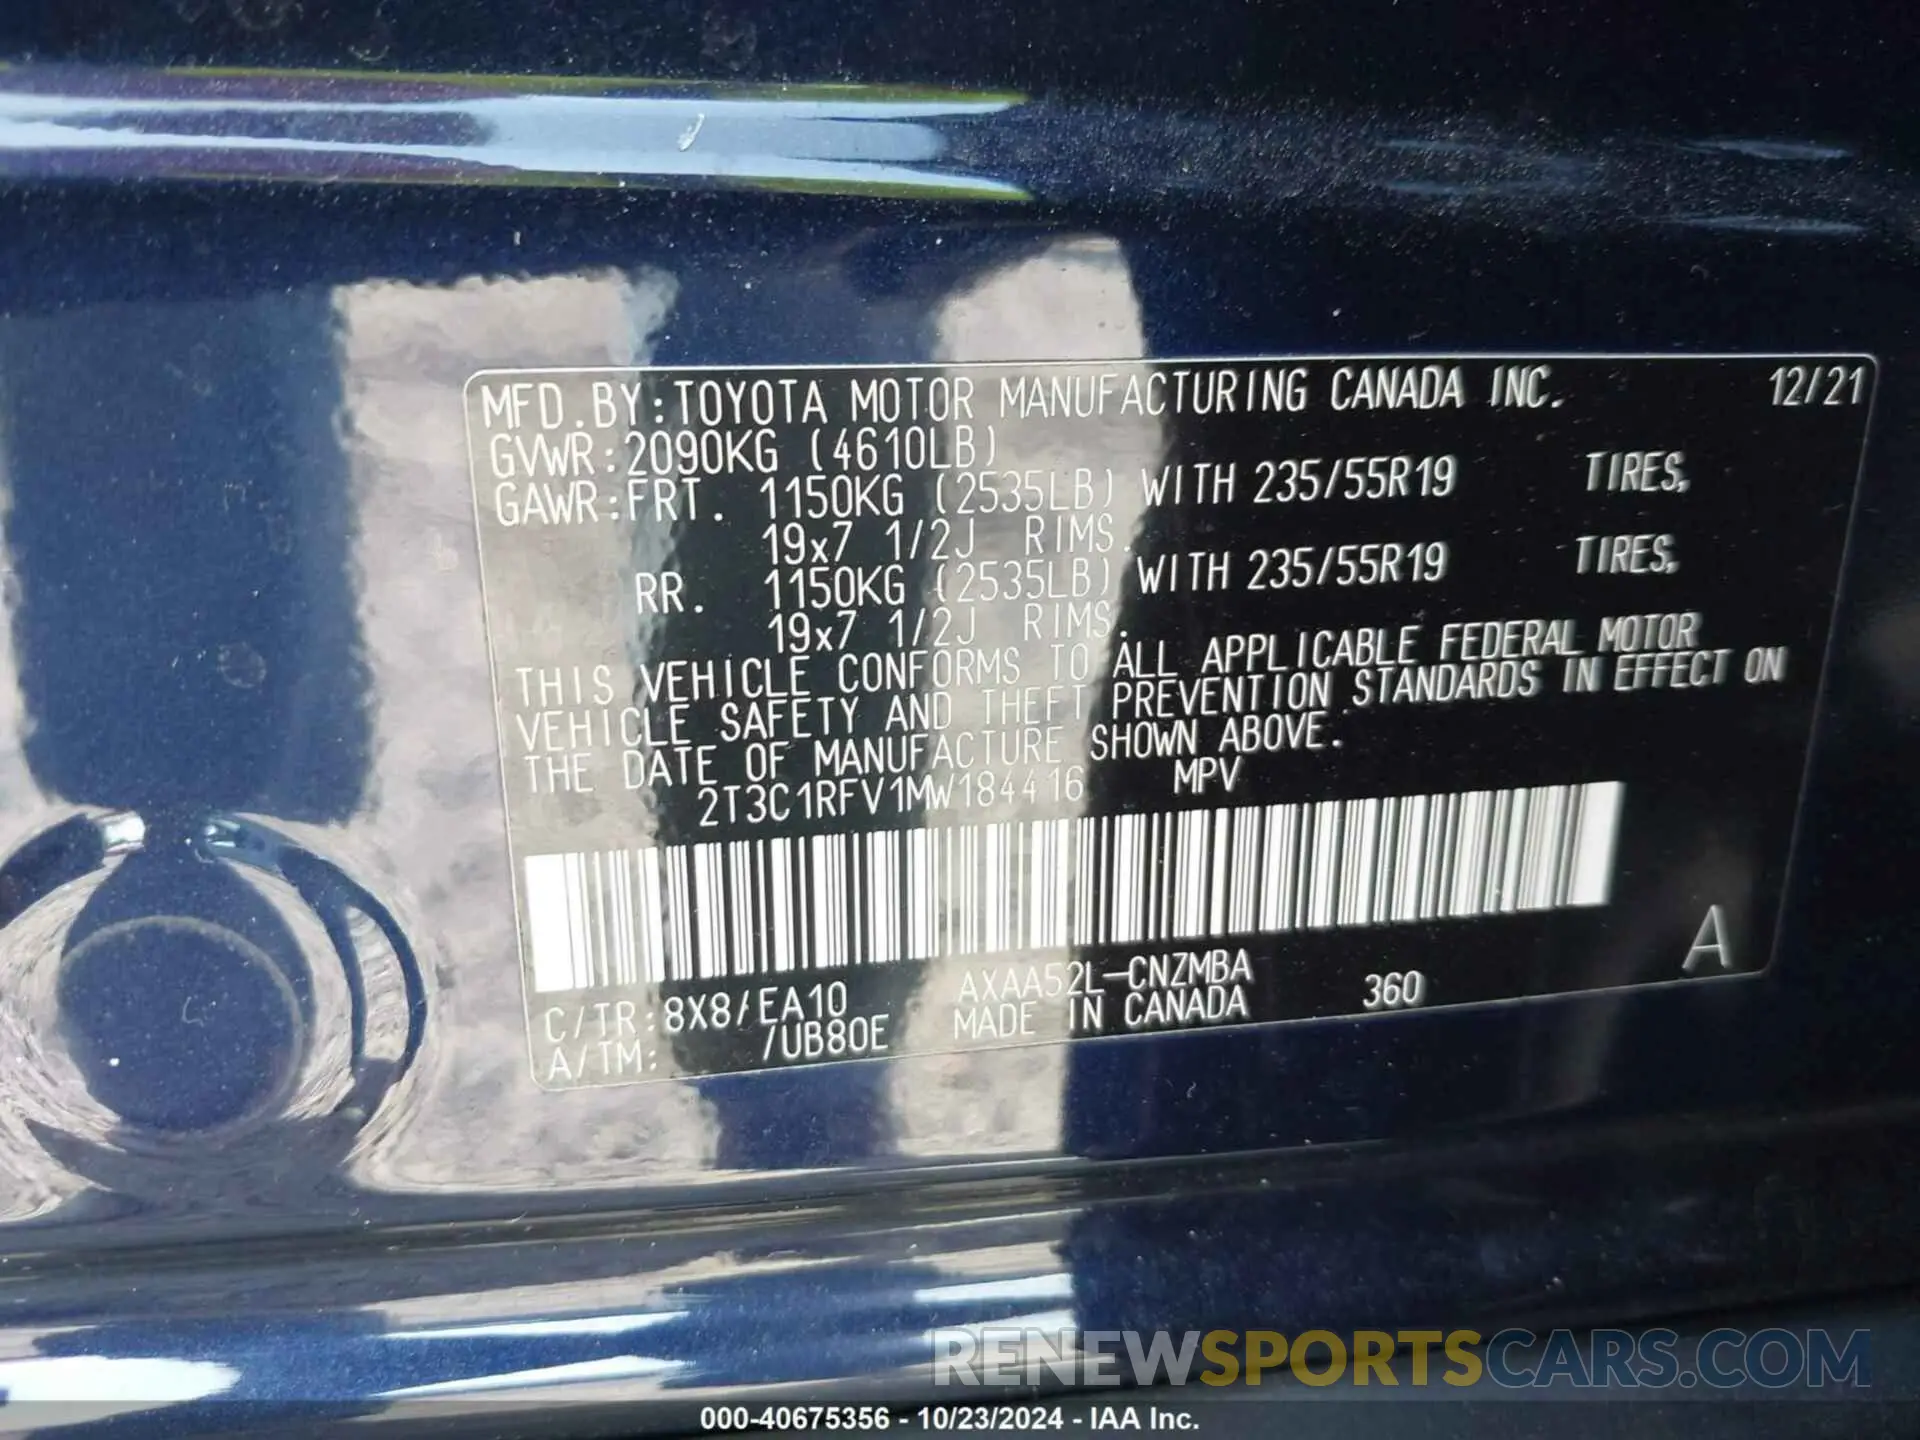 MFD.BY:TOYOTA MOTOR MANUFACTURING CANADA INC. 12/21
GVWR:2090KG (4610LB)
GAWR:FRT. 1150KG (2535LB) WITH 235/55R19 TIRES,
19x7 1/2J RIMS.
RR. 1150KG (2535LB) WITH 235/55R19 TIRES,
19x7 1/2J RIMS.
THIS VEHICLE CONFORMS TO ALL APPLICABLE FEDERAL MOTOR
VEHICLE SAFETY AND THEFT PREVENTION STANDARDS IN EFFECT ON
THE DATE OF MANUFACTURE SHOWN ABOVE.
2T3C1RFV1MW184416 MPV
A
C/TR:8X8/EA10 AXAA52L-CNZMBA 360
A/TM: /UB80E MADE IN CANADA
RENEWSPORTSCARS.COM
000-40675356 - 10/23/2024 - IAA Inc.